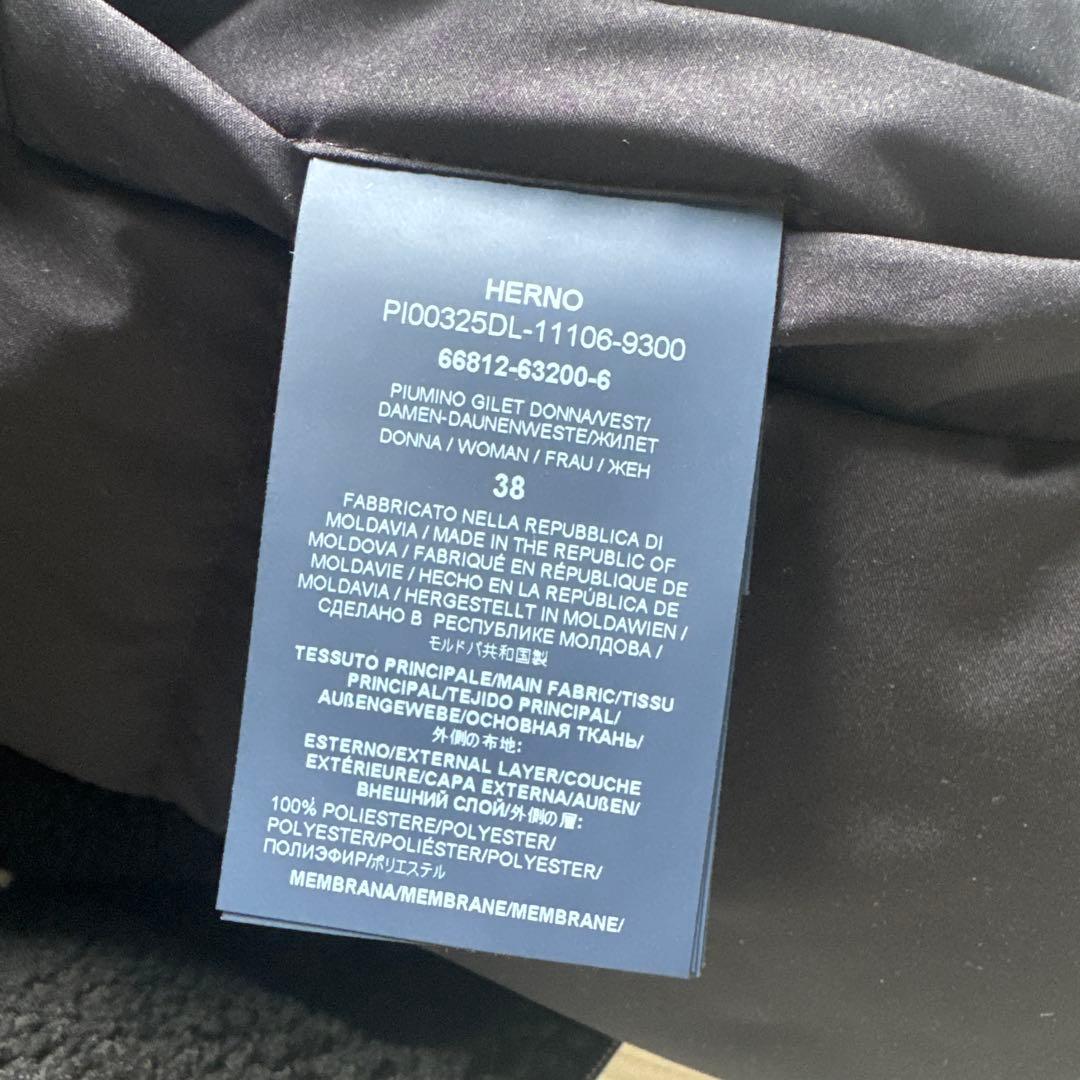 HERNO
PI00325DL-11106-9300
66812-63200-6
PIUMINO GILET DONNA/VEST/
DAMEN-DAUNENWESTE/ЖИЛЕТ
DONNA / WOMAN / FRAU / ЖЕН
38
FABBRICATO NELLA REPUBBLICA DI
MOLDAVIA / MADE IN THE REPUBLIC OF
MOLDOVA / FABRIQUÉ EN RÉPUBLIQUE DE
MOLDAVIE / HECHO EN LA REPÚBLICA DE
MOLDAVIA / HERGESTELLT IN MOLDAWIEN /
СДЕЛАНО В РЕСПУБЛИКЕ МОЛДОВА /
モルドバ共和国製
TESSUTO PRINCIPALE/MAIN FABRIC/TISSU
PRINCIPAL/TEJIDO PRINCIPAL/
AUßENGEWEBE/ОСНОВНАЯ ТКАНЬ/
外側の布地:
ESTERNO/EXTERNAL LAYER/COUCHE
EXTÉRIEURE/CAPA EXTERNA/AUßEN/
ВНЕШНИЙ СЛОЙ/外側の層:
100% POLIESTERE/POLYESTER/
POLYESTER/POLIÉSTER/POLYESTER/
ПОЛИЭФИР/ポリエステル
MEMBRANA/MEMBRANE/MEMBRANE/